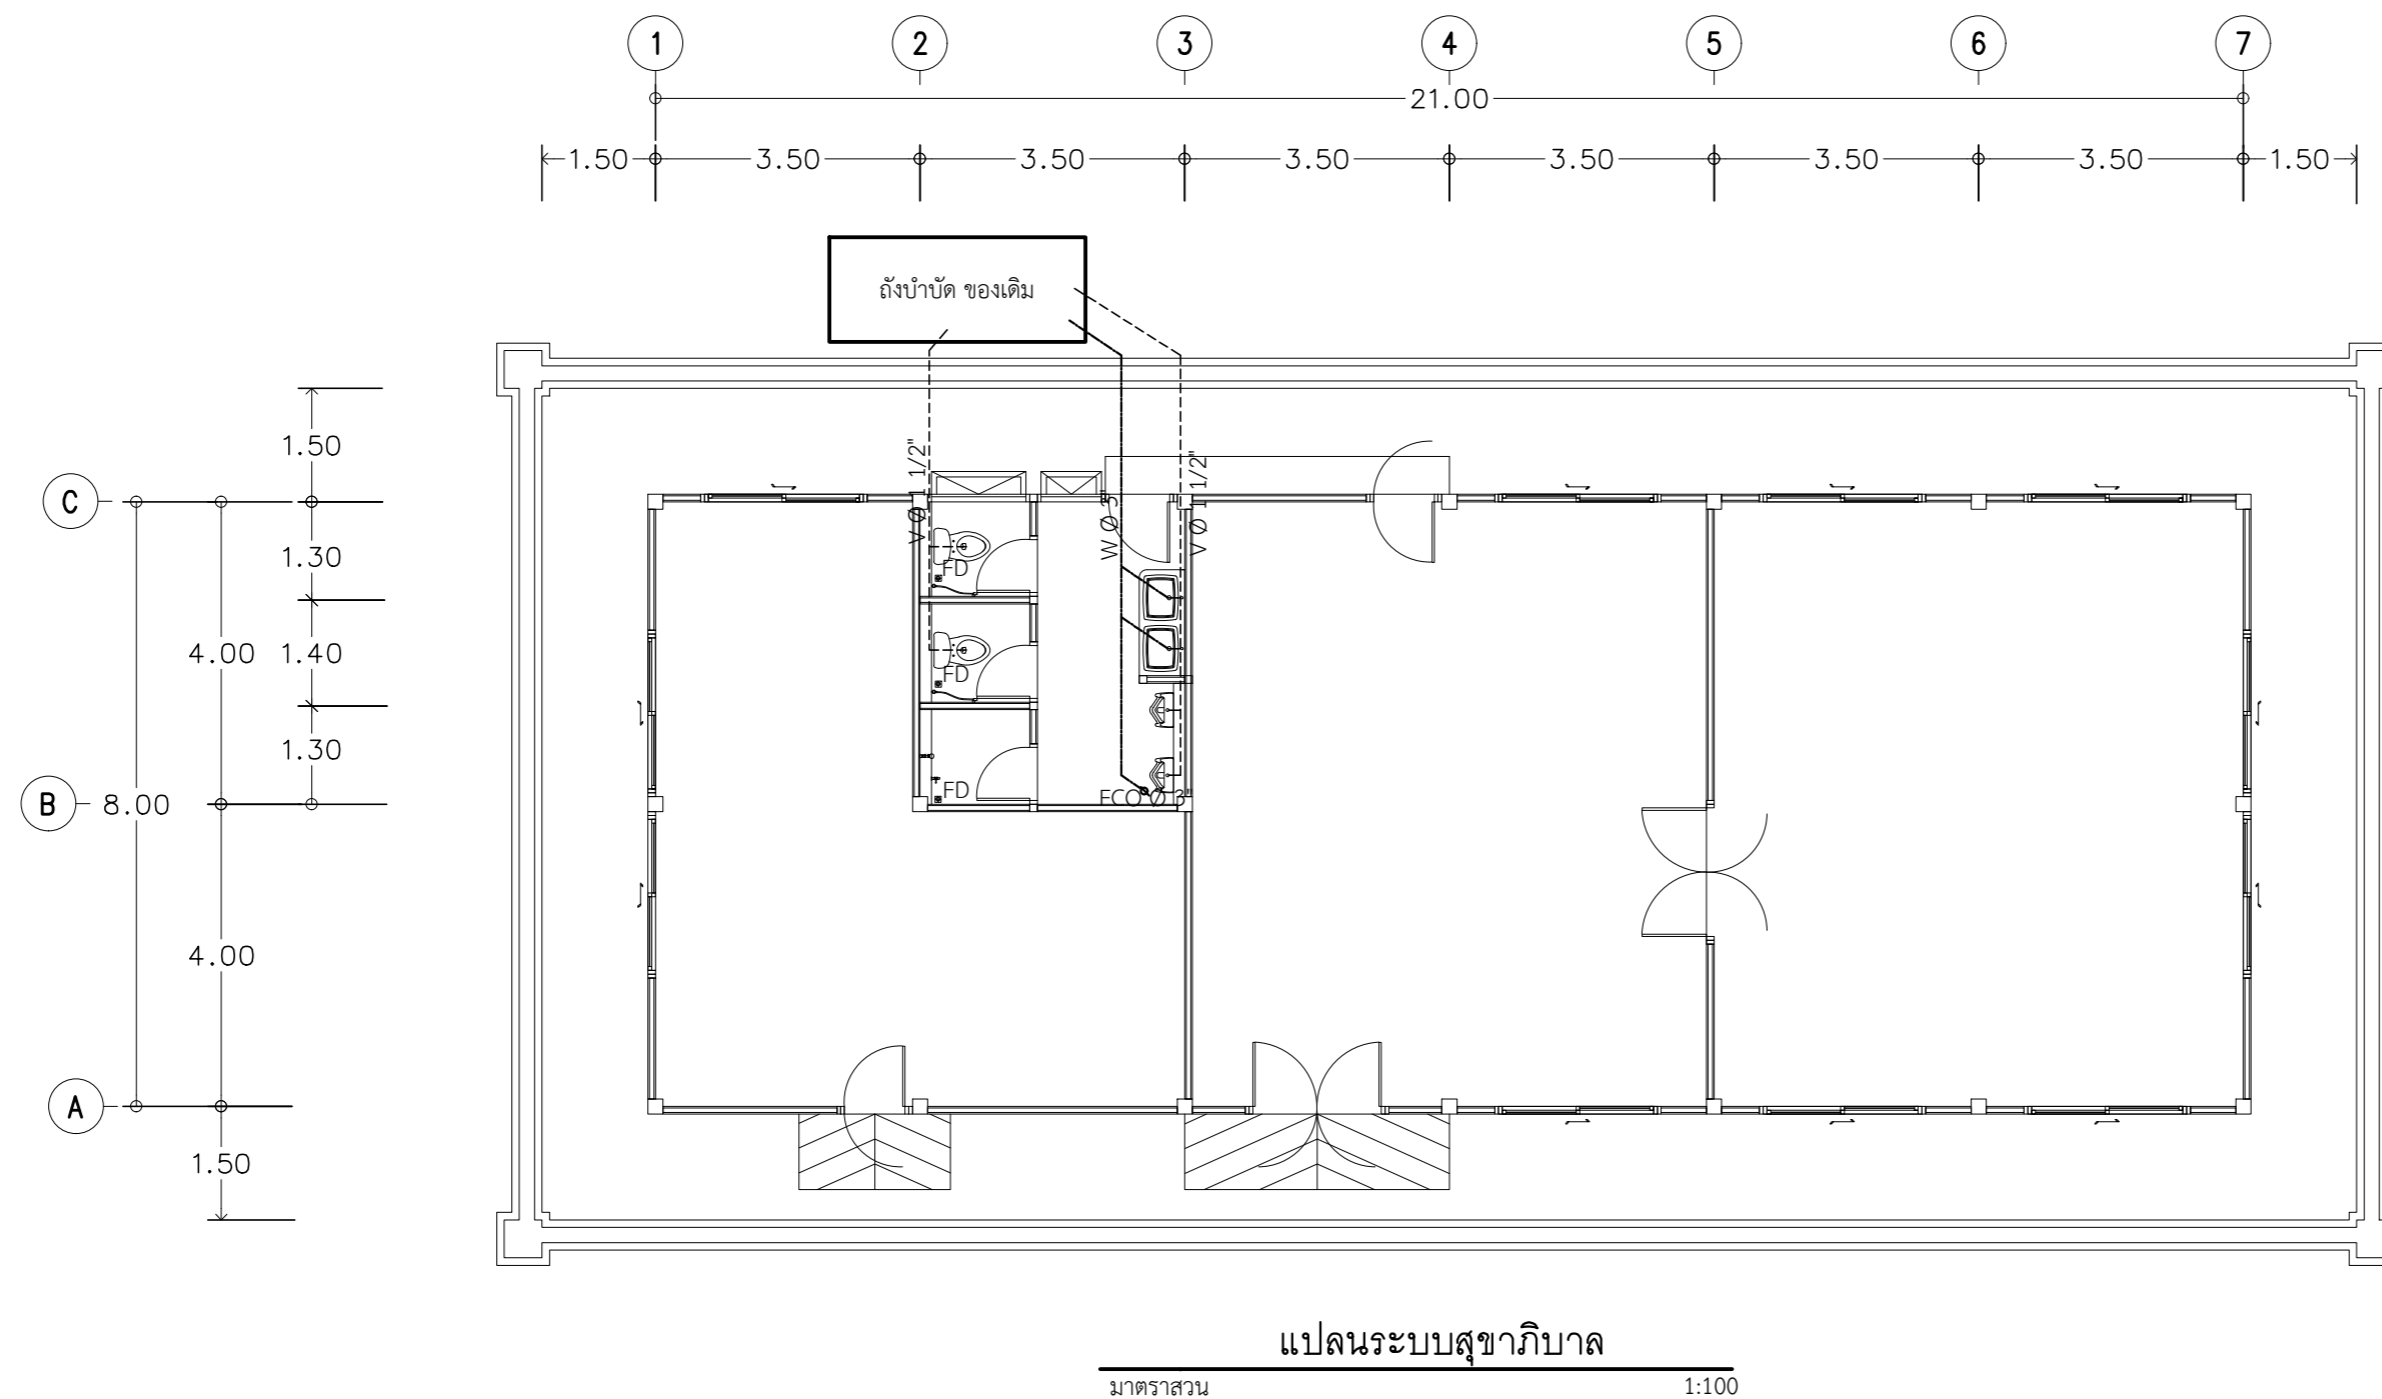 1 2 3 4 5 6 7
21.00
1.50 3.50 3.50 3.50 3.50 3.50 3.50 1.50
ถังบำบัด ของเดิม
1.50
V Ø 1 1/2"
W Ø 3"
V Ø 1 1/2"
C
1.30
FD
4.00 1.40
FD
1.30
B 8.00
FD
FCO Ø 3"
4.00
A
1.50
แปลนระบบสุขาภิบาล
มาตราส่วน 1:100